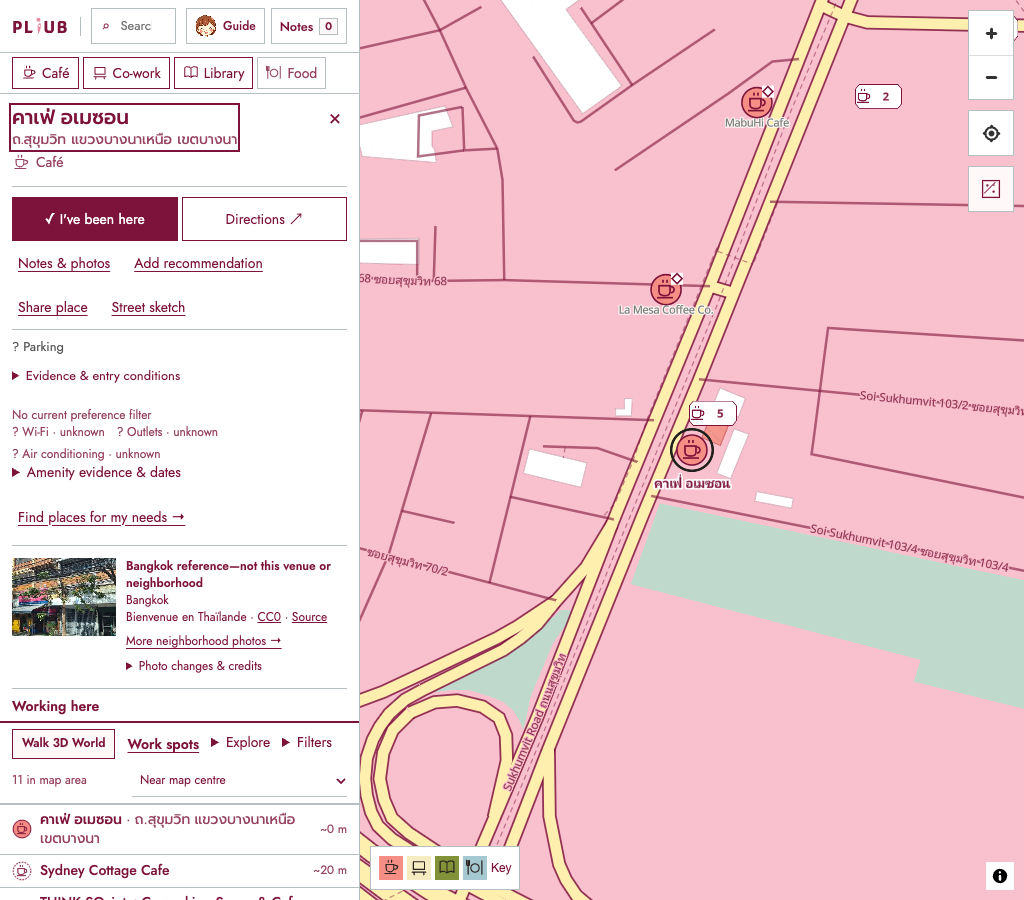 PLUB
Searc
Guide
Notes 0
Café
Co-work
Library
Food
คาเฟ่ อเมซอน
ถ.สุขุมวิท แขวงบางนาเหนือ เขตบางนา
×
Café
✓ I've been here
Directions ↗
Notes & photos
Add recommendation
Share place
Street sketch
? Parking
▶ Evidence & entry conditions
No current preference filter
? Wi-Fi · unknown ? Outlets · unknown
? Air conditioning · unknown
▶ Amenity evidence & dates
Find places for my needs →
Bangkok reference—not this venue or
neighborhood
Bangkok
Bienvenue en Thaïlande · CC0 · Source
More neighborhood photos →
▶ Photo changes & credits
Working here
Walk 3D World
Work spots
▶ Explore
▶ Filters
11 in map area
Near map centre
คาเฟ่ อเมซอน · ถ.สุขุมวิท แขวงบางนาเหนือ
เขตบางนา
~0 m
Sydney Cottage Cafe
~20 m
MabuHi Café
2
68 ซอยสุขุมวิท 68
La Mesa Coffee Co.
Soi Sukhumvit 103/2 ซอยสุขุมวิ
5
คาเฟ่ อเมซอน
Soi Sukhumvit 103/4 ซอยสุขุมวิท 103/4
ซอยสุขุมวิท 70/2
Sukhumvit Road ถนนสุขุมวิท
Key
+
−